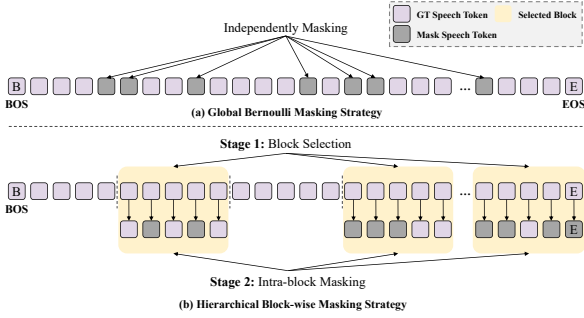 GT Speech Token
Selected Block
Mask Speech Token
Independently Masking
B
...
E
BOS
EOS
(a) Global Bernoulli Masking Strategy
Stage 1: Block Selection
B
...
E
BOS
E
Stage 2: Intra-block Masking
(b) Hierarchical Block-wise Masking Strategy